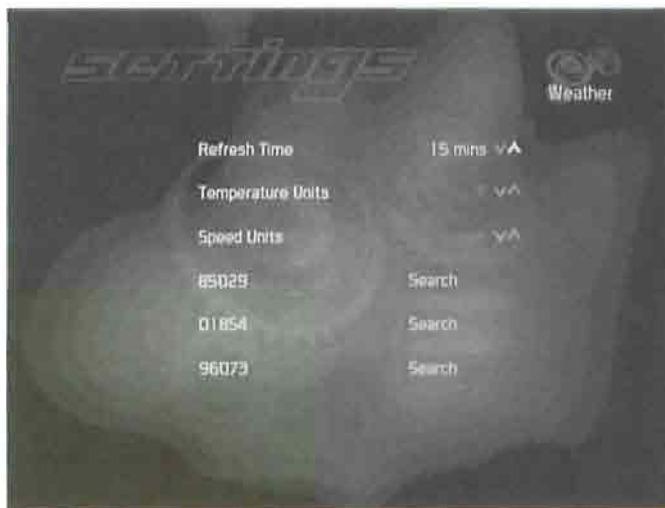 settings
Weather
Refresh Time 15 mins
Temperature Units
Speed Units
85029 Search
01854 Search
96073 Search